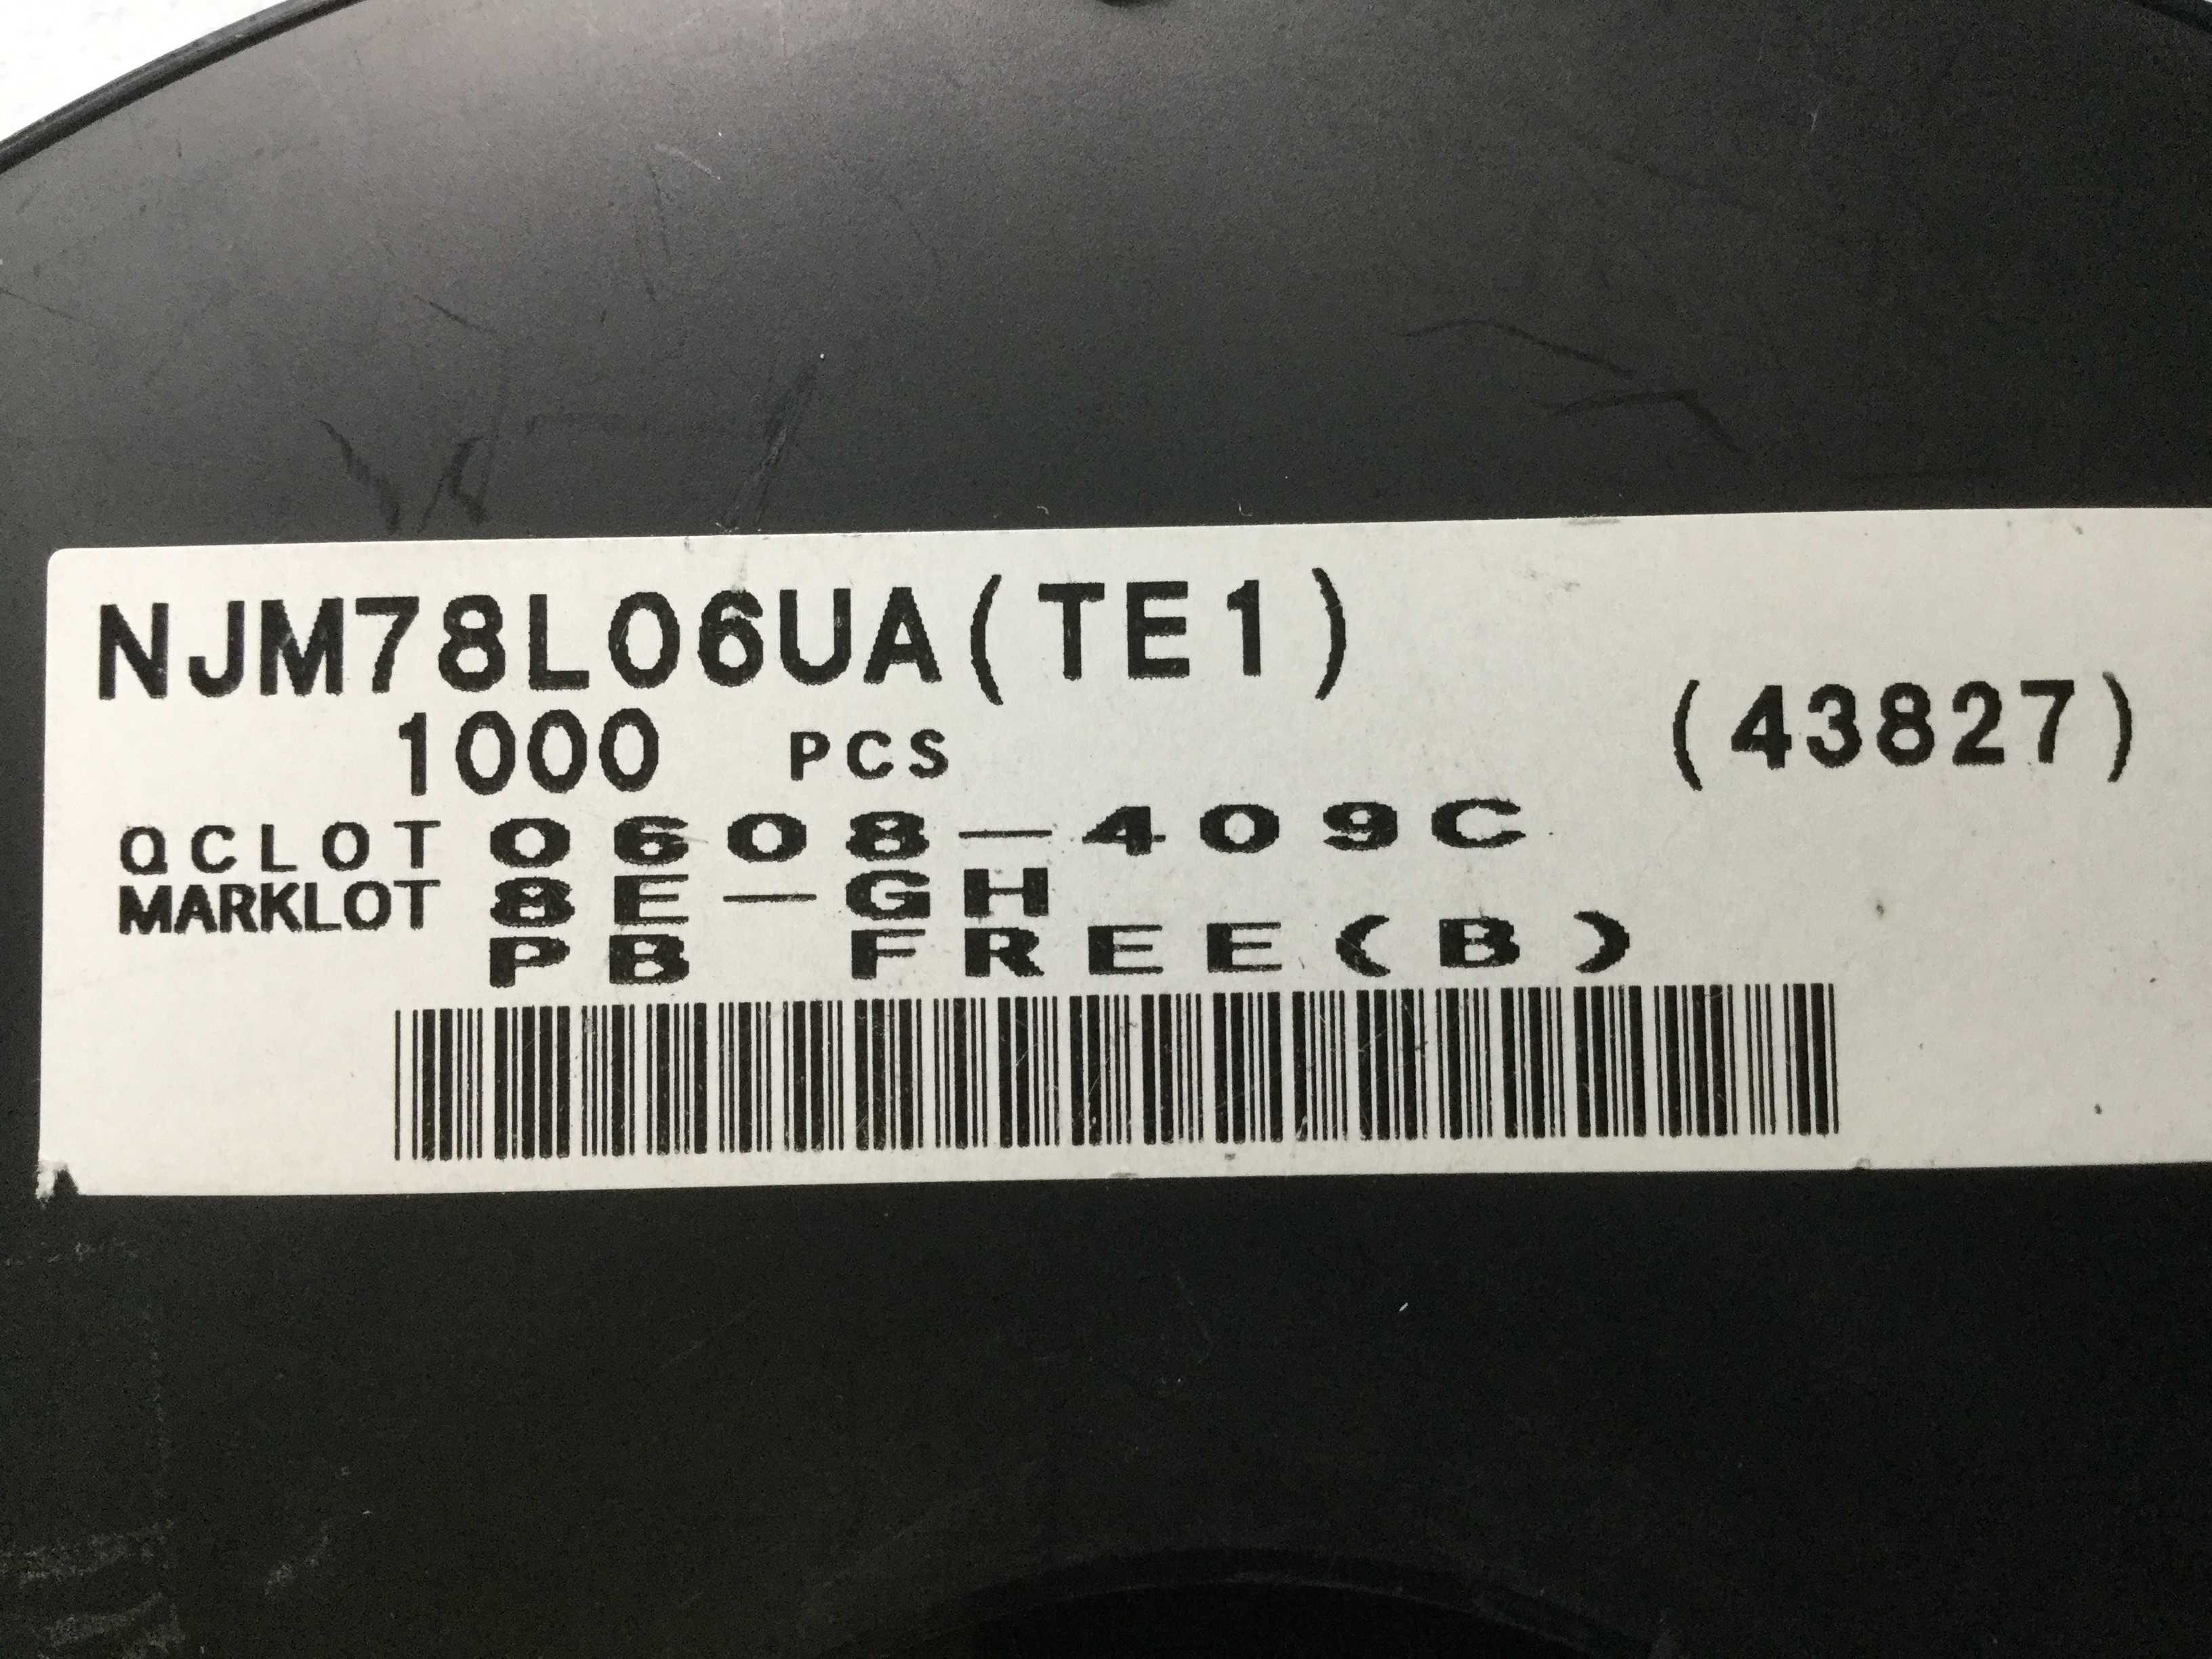 NJM78L06UA(TE1)
1000 PCS (43827)
QCLOT 0608-409C
MARKLOT 8E-GH
PB FREE(B)